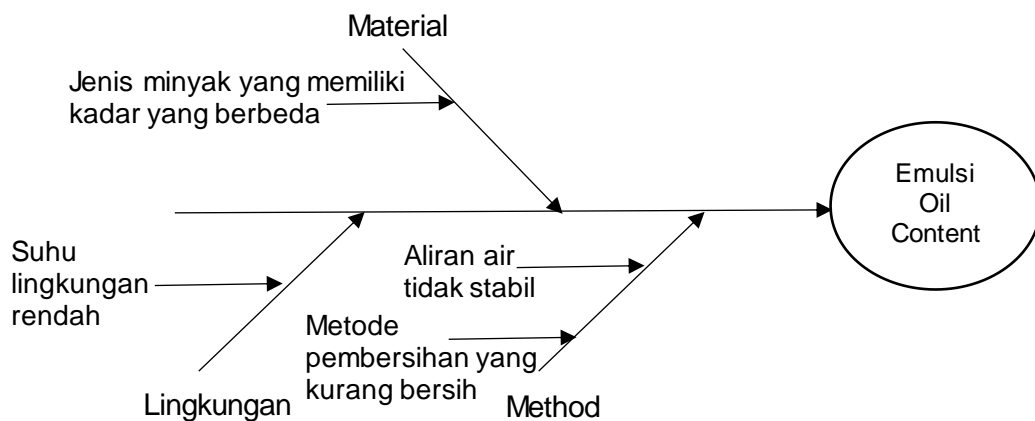 Material
Jenis minyak yang memiliki
kadar yang berbeda
Emulsi
Oil
Content
Suhu
lingkungan
rendah
Aliran air
tidak stabil
Metode
pembersihan yang
kurang bersih
Lingkungan
Method